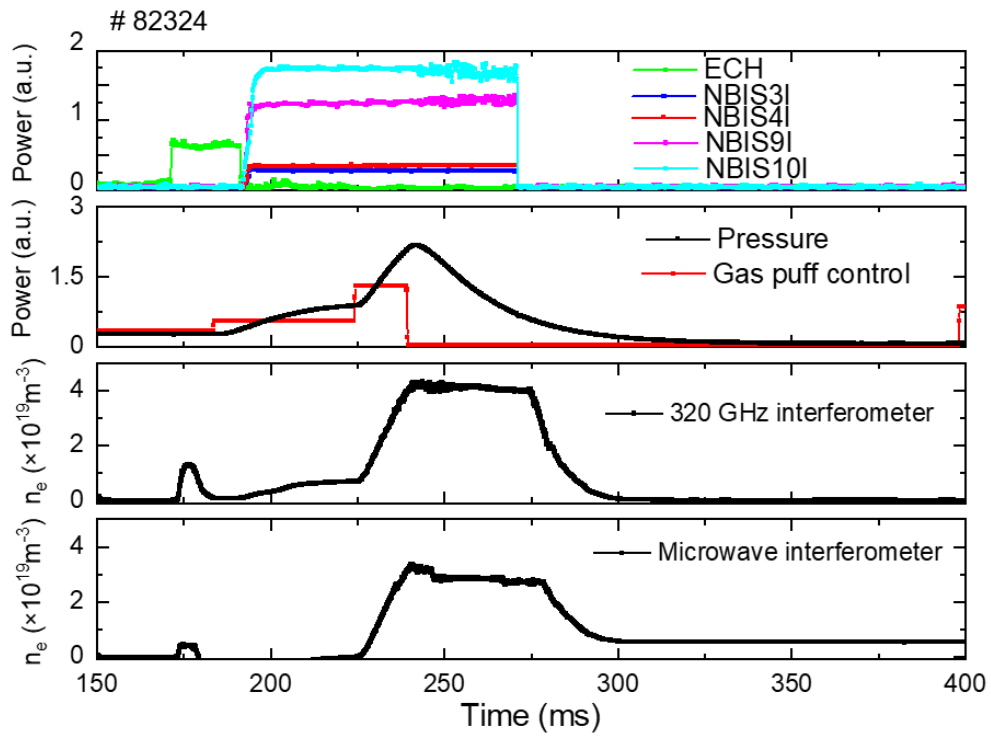 # 82324
Power (a.u.)
2
1
0
ECH
NBIS3I
NBIS4I
NBIS9I
NBIS10I
Power (a.u.)
3
1.5
0
Pressure
Gas puff control
nₑ (×10¹⁹m⁻³)
4
2
0
320 GHz interferometer
nₑ (×10¹⁹m⁻³)
4
2
0
Microwave interferometer
150 200 250 300 350 400
Time (ms)